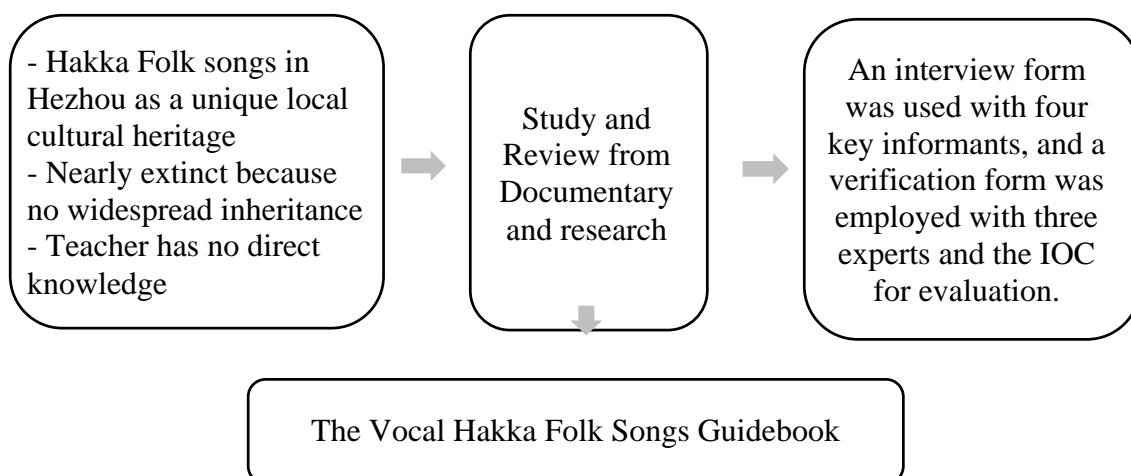 - Hakka Folk songs in
Hezhou as a unique local
cultural heritage
- Nearly extinct because
no widespread inheritance
- Teacher has no direct
knowledge
Study and
Review from
Documentary
and research
An interview form
was used with four
key informants, and a
verification form was
employed with three
experts and the IOC
for evaluation.
The Vocal Hakka Folk Songs Guidebook